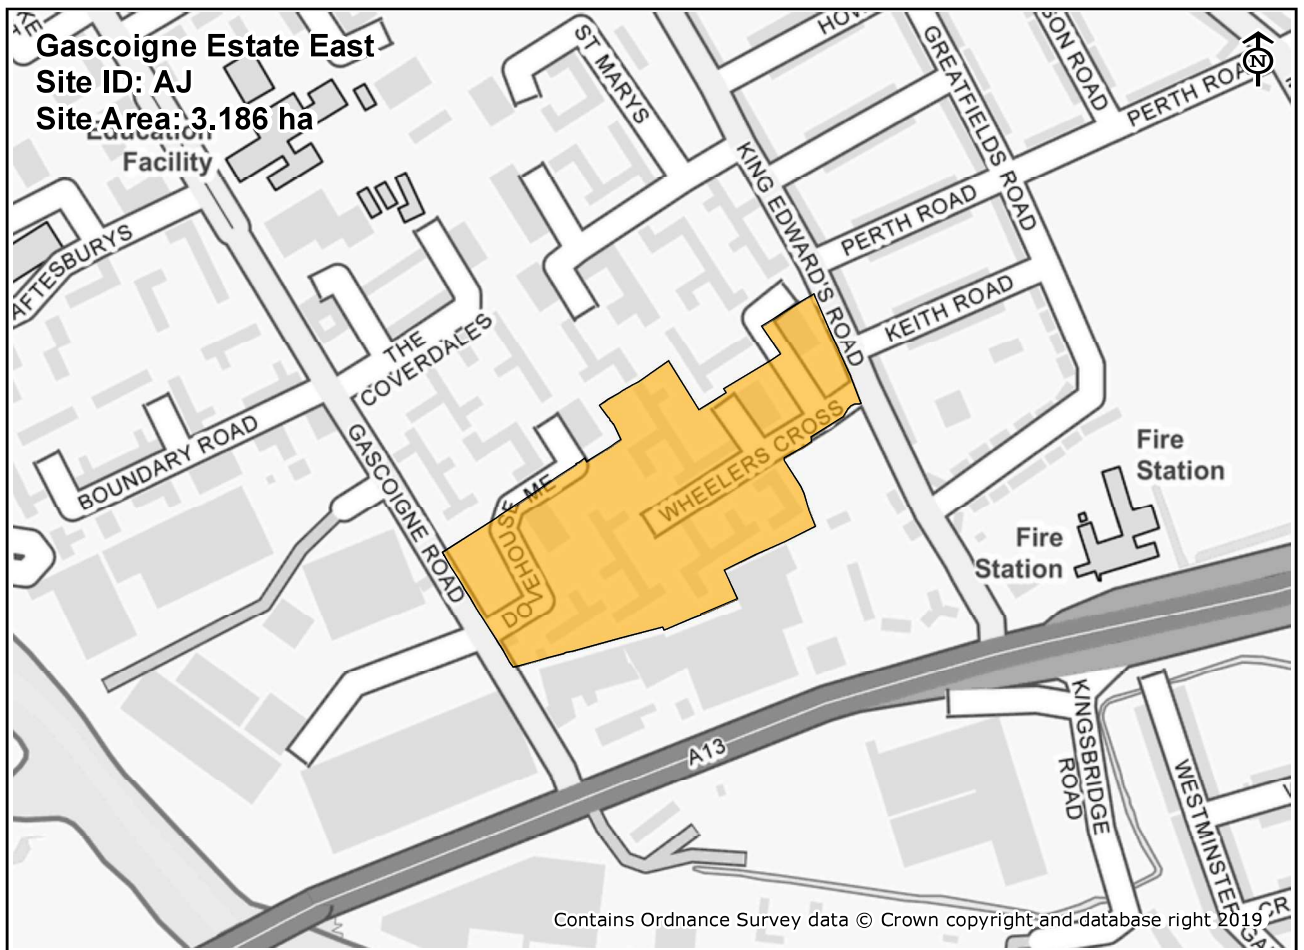 Gascoigne Estate East
Site ID: AJ
Site Area: 3.186 ha
N
Education
Facility
ST MARYS
GREATFIELDS ROAD
PERTH ROAD
KING EDWARD'S ROAD
PERTH ROAD
KEITH ROAD
AFTESBURYS
THE
COVERDALES
BOUNDARY ROAD
GASCOIGNE ROAD
WHEELERS CROSS
DOVEHOUSE ME
Fire
Station
Fire
Station
A13
KINGSBRIDGE
ROAD
WESTMINSTER
Contains Ordnance Survey data © Crown copyright and database right 2019